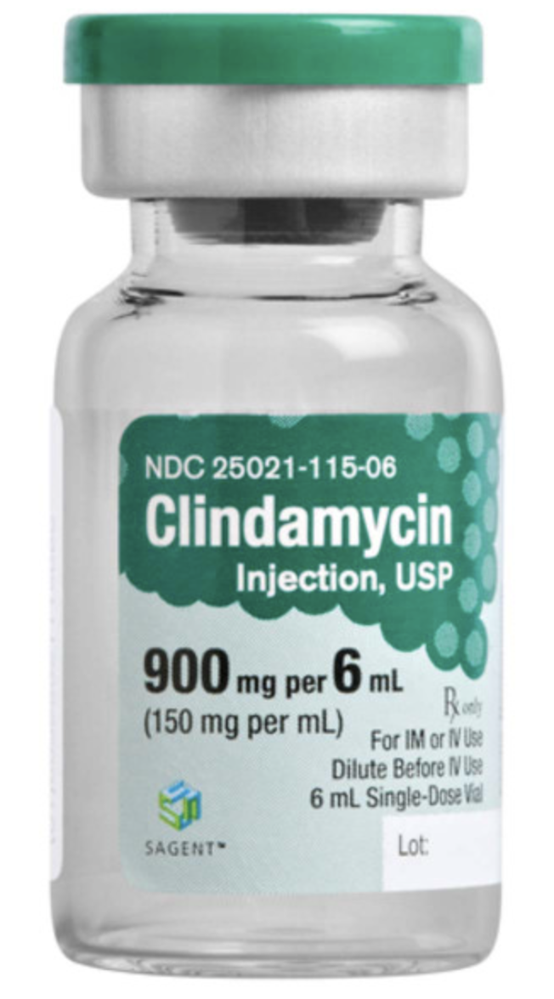 NDC 25021-115-06
Clindamycin
Injection, USP
900 mg per 6 mL
(150 mg per mL)
Rx only
For IM or IV Use
Dilute Before IV Use
6 mL Single-Dose Vial
SAGENT™
Lot: